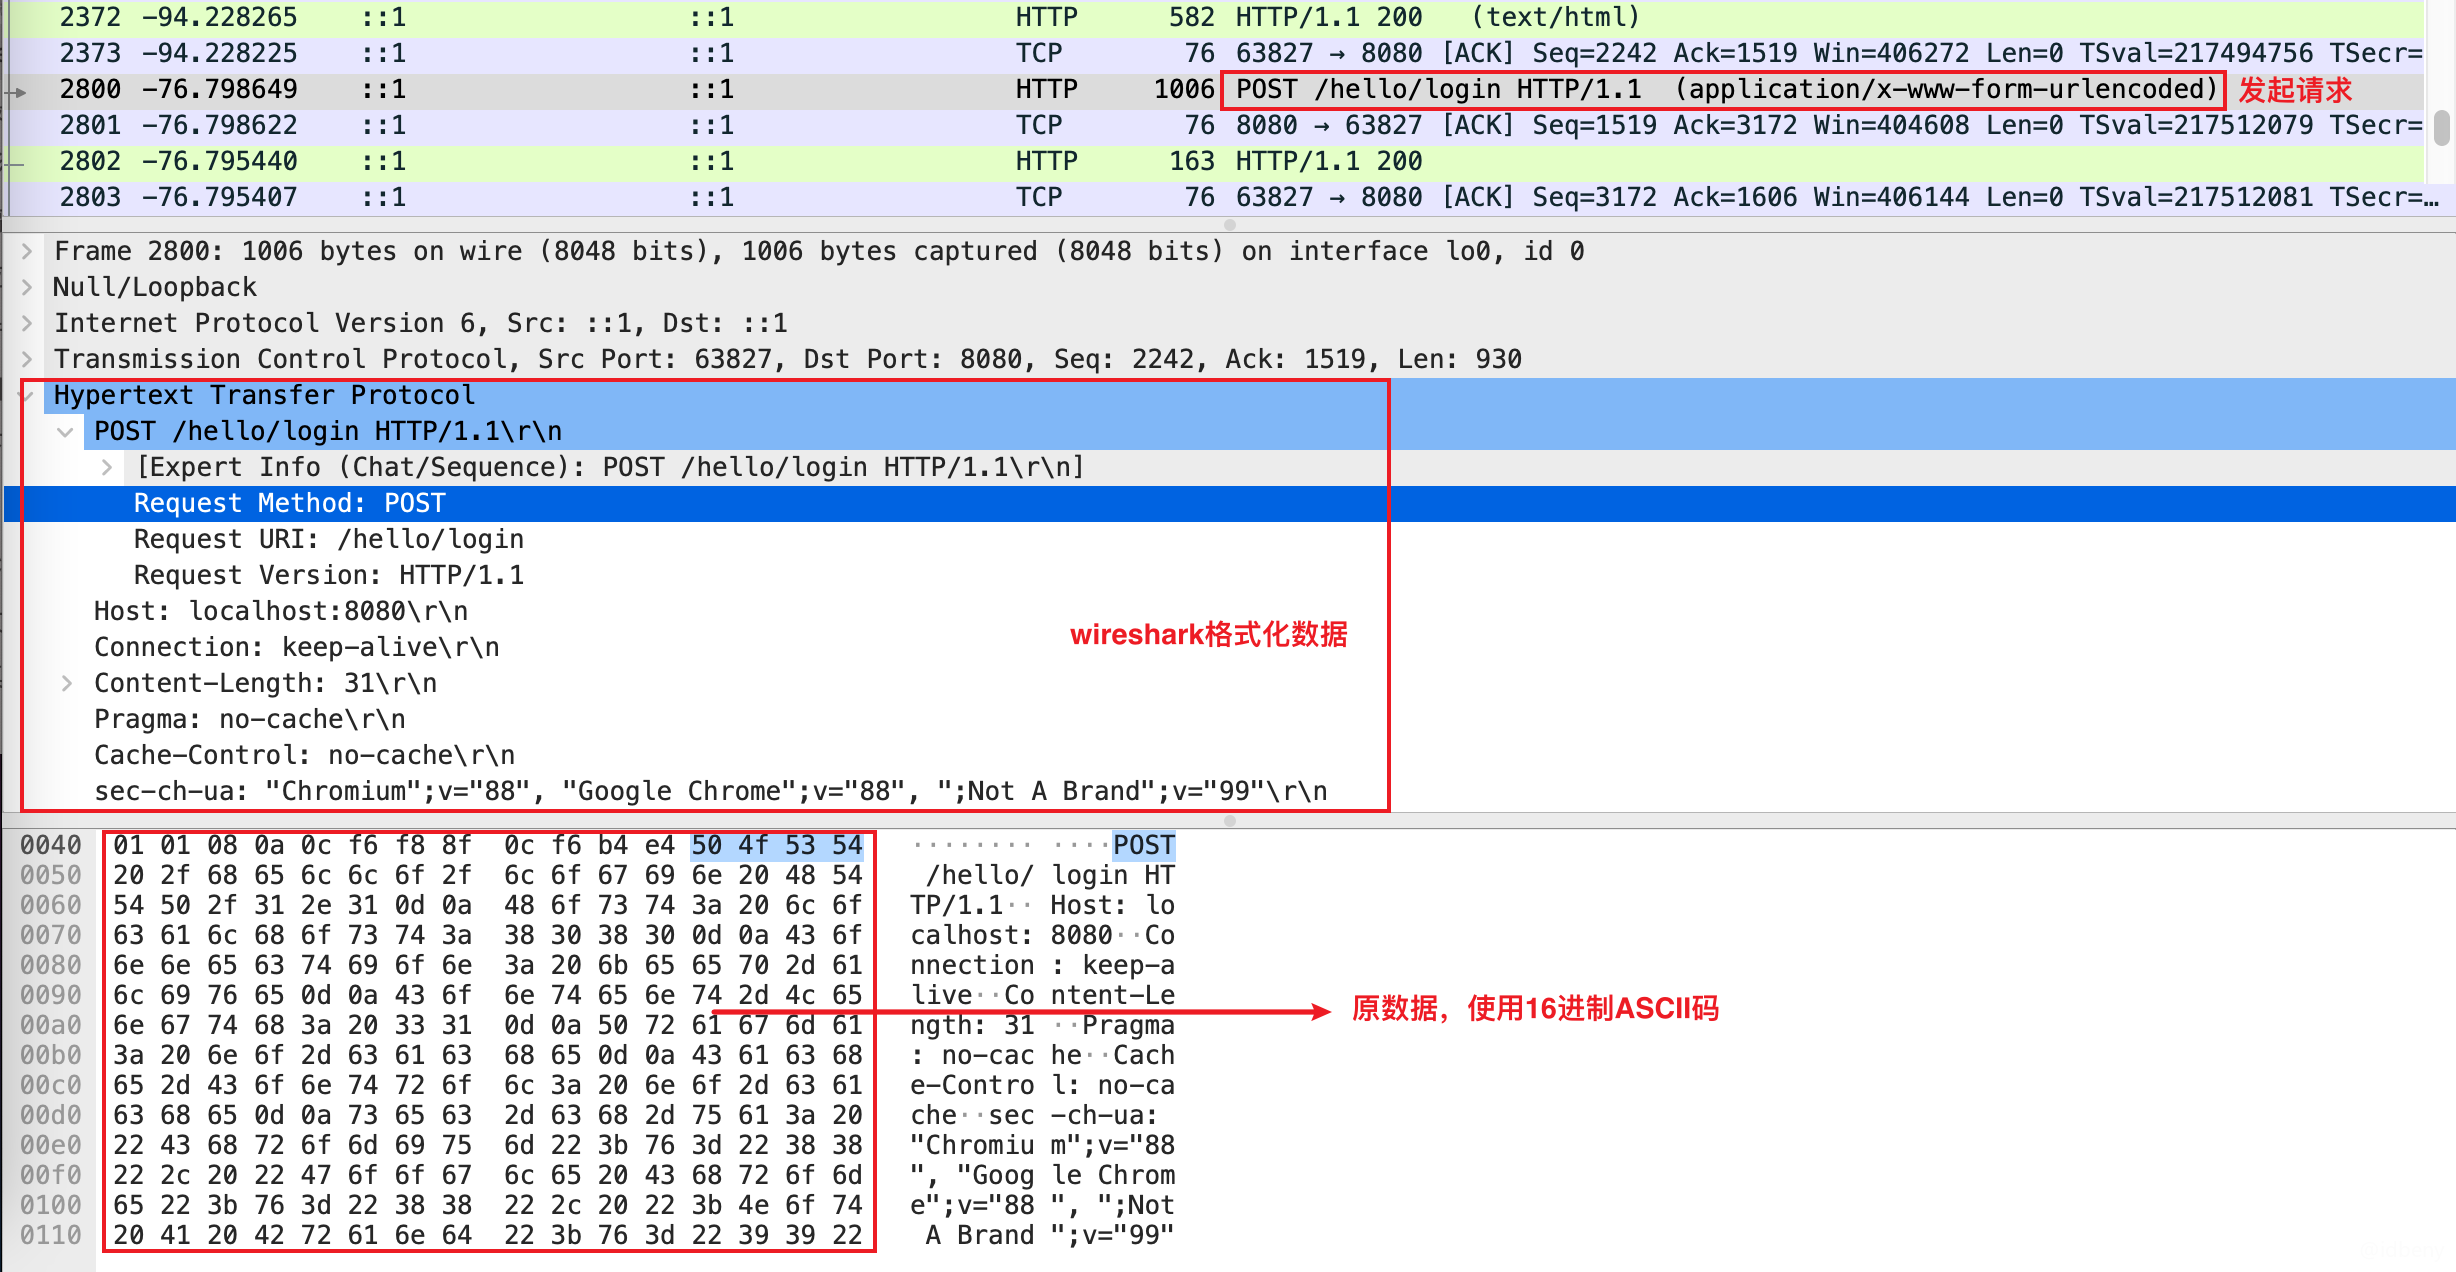 2372 -94.228265 ::1 ::1 HTTP 582 HTTP/1.1 200 (text/html)
2373 -94.228225 ::1 ::1 TCP 76 63827 → 8080 [ACK] Seq=2242 Ack=1519 Win=406272 Len=0 TSval=217494756 TSecr=
2800 -76.798649 ::1 ::1 HTTP 1006 POST /hello/login HTTP/1.1 (application/x-www-form-urlencoded) 发起请求
2801 -76.798622 ::1 ::1 TCP 76 8080 → 63827 [ACK] Seq=1519 Ack=3172 Win=404608 Len=0 TSval=217512079 TSecr=
2802 -76.795440 ::1 ::1 HTTP 163 HTTP/1.1 200
2803 -76.795407 ::1 ::1 TCP 76 63827 → 8080 [ACK] Seq=3172 Ack=1606 Win=406144 Len=0 TSval=217512081 TSecr=…
Frame 2800: 1006 bytes on wire (8048 bits), 1006 bytes captured (8048 bits) on interface lo0, id 0
Null/Loopback
Internet Protocol Version 6, Src: ::1, Dst: ::1
Transmission Control Protocol, Src Port: 63827, Dst Port: 8080, Seq: 2242, Ack: 1519, Len: 930
Hypertext Transfer Protocol
POST /hello/login HTTP/1.1\r\n
[Expert Info (Chat/Sequence): POST /hello/login HTTP/1.1\r\n]
Request Method: POST
Request URI: /hello/login
Request Version: HTTP/1.1
Host: localhost:8080\r\n
wireshark格式化数据
Connection: keep-alive\r\n
Content-Length: 31\r\n
Pragma: no-cache\r\n
Cache-Control: no-cache\r\n
sec-ch-ua: "Chromium";v="88", "Google Chrome";v="88", ";Not A Brand";v="99"\r\n
0040 01 01 08 0a 0c f6 f8 8f 0c f6 b4 e4 50 4f 53 54 ········ ····POST
0050 20 2f 68 65 6c 6c 6f 2f 6c 6f 67 69 6e 20 48 54 /hello/ login HT
0060 54 50 2f 31 2e 31 0d 0a 48 6f 73 74 3a 20 6c 6f TP/1.1·· Host: lo
0070 63 61 6c 68 6f 73 74 3a 38 30 38 30 0d 0a 43 6f calhost: 8080··Co
0080 6e 6e 65 63 74 69 6f 6e 3a 20 6b 65 65 70 2d 61 nnection : keep-a
0090 6c 69 76 65 0d 0a 43 6f 6e 74 65 6e 74 2d 4c 65 live··Co ntent-Le
原数据，使用16进制ASCII码
00a0 6e 67 74 68 3a 20 33 31 0d 0a 50 72 61 67 6d 61 ngth: 31 ··Pragma
00b0 3a 20 6e 6f 2d 63 61 63 68 65 0d 0a 43 61 63 68 : no-cac he··Cach
00c0 65 2d 43 6f 6e 74 72 6f 6c 3a 20 6e 6f 2d 63 61 e-Contro l: no-ca
00d0 63 68 65 0d 0a 73 65 63 2d 63 68 2d 75 61 3a 20 che··sec -ch-ua:
00e0 22 43 68 72 6f 6d 69 75 6d 22 3b 76 3d 22 38 38 "Chromiu m";v="88
00f0 22 2c 20 22 47 6f 6f 67 6c 65 20 43 68 72 6f 6d ", "Goog le Chrom
0100 65 22 3b 76 3d 22 38 38 22 2c 20 22 3b 4e 6f 74 e";v="88 ", ";Not
0110 20 41 20 42 72 61 6e 64 22 3b 76 3d 22 39 39 22 A Brand ";v="99"